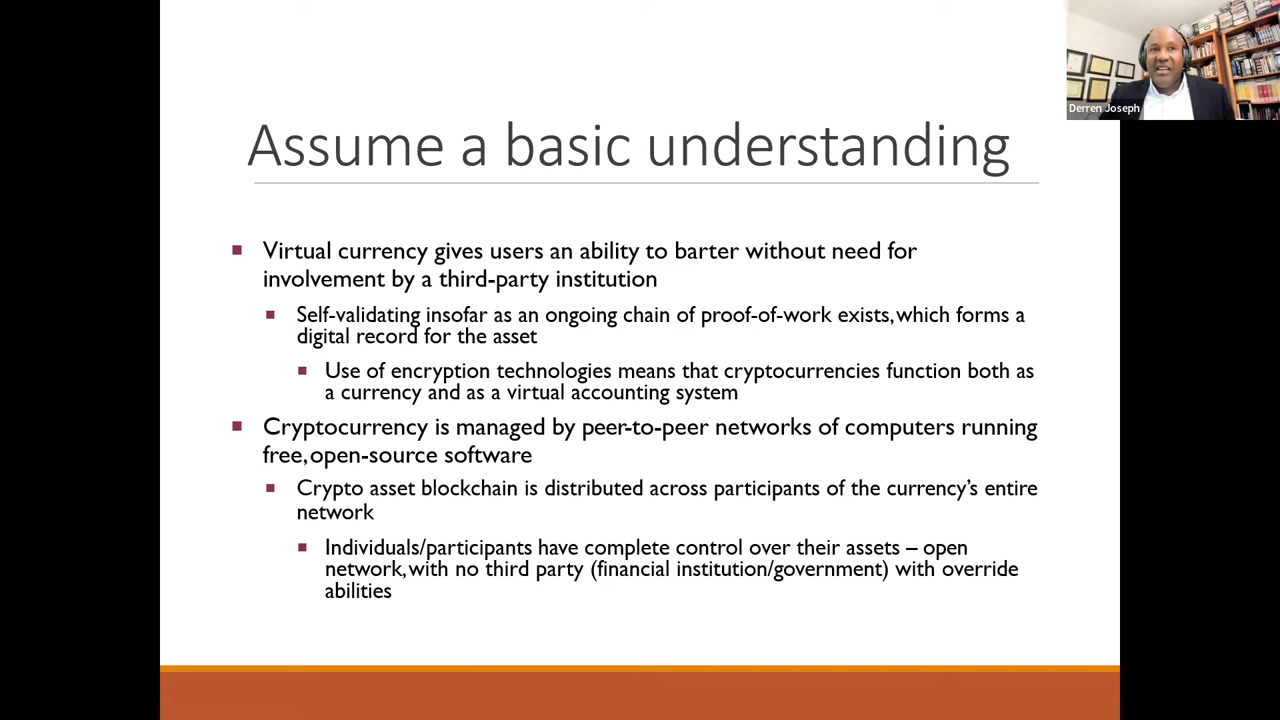 Assume a basic understanding
Virtual currency gives users an ability to barter without need for
involvement by a third-party institution
Self-validating insofar as an ongoing chain of proof-of-work exists, which forms a
digital record for the asset
Use of encryption technologies means that cryptocurrencies function both as
a currency and as a virtual accounting system
Cryptocurrency is managed by peer-to-peer networks of computers running
free, open-source software
Crypto asset blockchain is distributed across participants of the currency's entire
network
Individuals/participants have complete control over their assets – open
network, with no third party (financial institution/government) with override
abilities
Derren Joseph